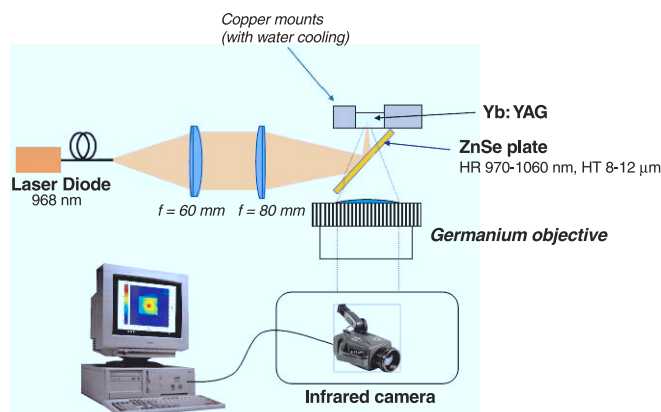 Copper mounts
(with water cooling)
Yb:YAG
ZnSe plate
HR 970-1060 nm, HT 8-12 µm
Laser Diode
968 nm
f = 60 mm
f = 80 mm
Germanium objective
Infrared camera